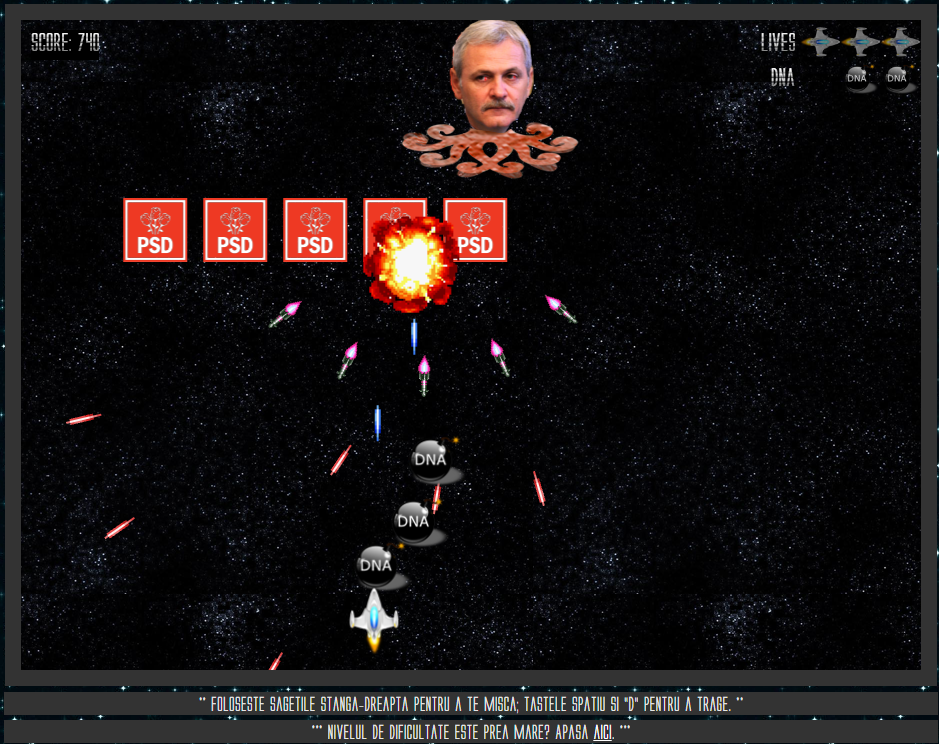 SCORE: 740
LIVES
DNA
DNA DNA
PSD PSD PSD PSD
DNA
DNA
DNA
** FOLOSESTE SAGETILE STANGA-DREAPTA PENTRU A TE MISCA; TASTELE SPATIU SI "D" PENTRU A TRAGE. **
*** NIVELUL DE DIFICULTATE ESTE PREA MARE? APASA AICI. ***